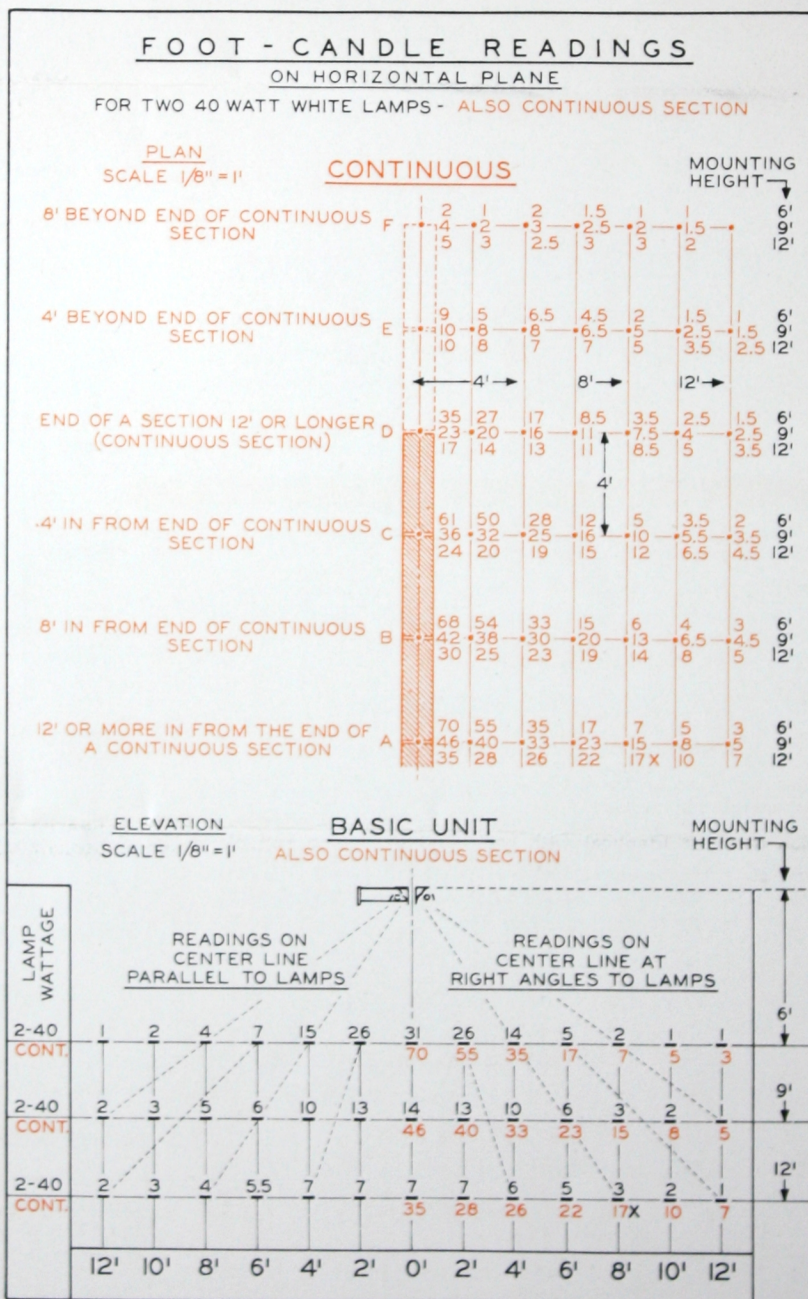 FOOT - CANDLE READINGS
ON HORIZONTAL PLANE
FOR TWO 40 WATT WHITE LAMPS - ALSO CONTINUOUS SECTION
PLAN
SCALE 1/8" = 1'
CONTINUOUS
MOUNTING
HEIGHT
2 1 2 1.5 1 1 6'
8' BEYOND END OF CONTINUOUS SECTION F 4 2 3 2.5 2 1.5 9'
5 3 2.5 3 3 2 12'
9 5 6.5 4.5 2 1.5 1 6'
4' BEYOND END OF CONTINUOUS SECTION E 10 8 8 6.5 5 2.5 1.5 9'
10 8 7 7 5 3.5 2.5 12'
4' 8' 12'
35 27 17 8.5 3.5 2.5 1.5 6'
END OF A SECTION 12' OR LONGER (CONTINUOUS SECTION) D 23 20 16 11 7.5 4 2.5 9'
17 14 13 11 8.5 5 3.5 12'
4'
61 50 28 12 5 3.5 2 6'
4' IN FROM END OF CONTINUOUS SECTION C 36 32 25 16 10 5.5 3.5 9'
24 20 19 15 12 6.5 4.5 12'
68 54 33 15 6 4 3 6'
8' IN FROM END OF CONTINUOUS SECTION B 42 38 30 20 13 6.5 4.5 9'
30 25 23 19 14 8 5 12'
70 55 35 17 7 5 3 6'
12' OR MORE IN FROM THE END OF A CONTINUOUS SECTION A 46 40 33 23 15 8 5 9'
35 28 26 22 17X 10 7 12'
ELEVATION
SCALE 1/8" = 1'
BASIC UNIT
ALSO CONTINUOUS SECTION
MOUNTING
HEIGHT
LAMP
WATTAGE
READINGS ON
CENTER LINE
PARALLEL TO LAMPS
READINGS ON
CENTER LINE AT
RIGHT ANGLES TO LAMPS
6'
2-40 1 2 4 7 15 26 31 26 14 5 2 1 1
CONT. 70 55 35 17 7 5 3
9'
2-40 2 3 5 6 10 13 14 13 10 6 3 2 1
CONT. 46 40 33 23 15 8 5
12'
2-40 2 3 4 5.5 7 7 7 7 6 5 3 2 1
CONT. 35 28 26 22 17X 10 7
12' 10' 8' 6' 4' 2' 0' 2' 4' 6' 8' 10' 12'